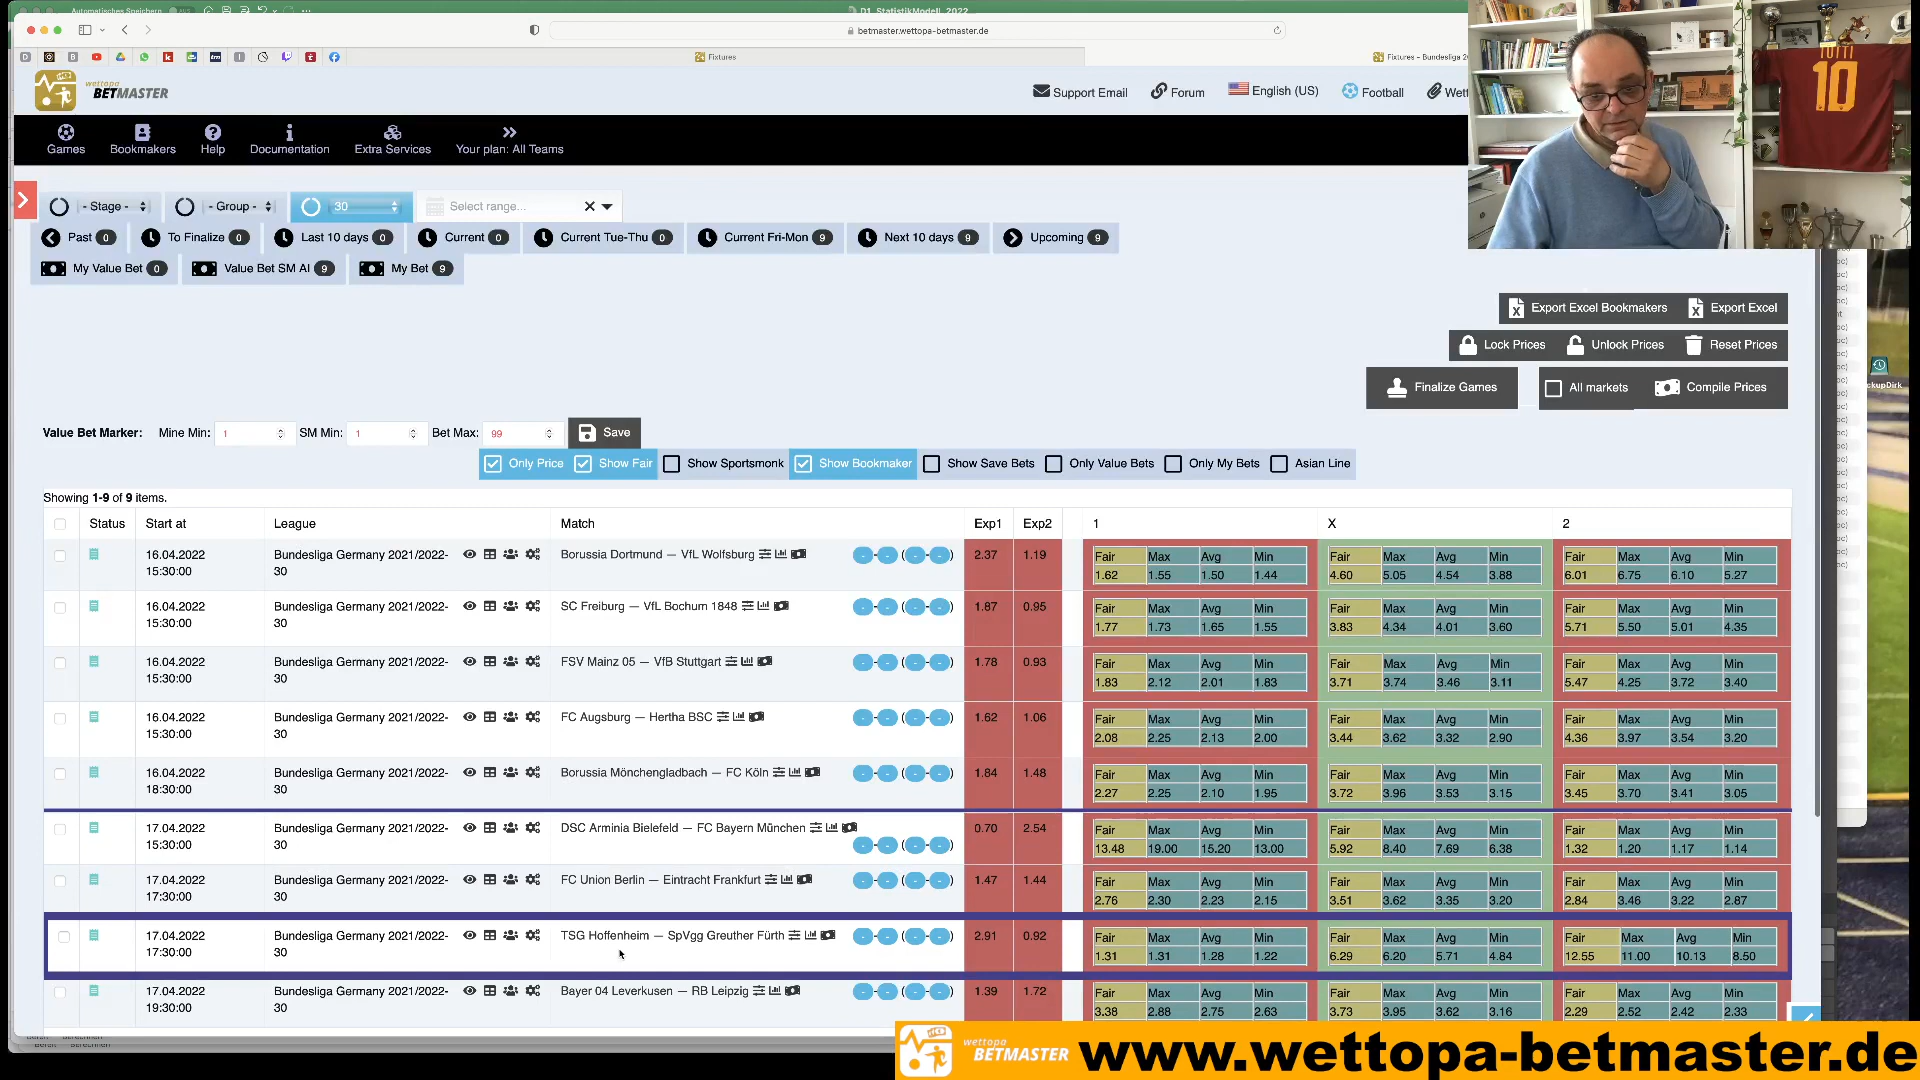 Automatisches Speichern
D1_StatistikModell_2022
betmaster.wettopa-betmaster.de
Fixtures
Fixtures - Bundesliga 2
wettopa
BETMASTER
Support Email
Forum
English (US)
Football
Wett
TOTTI
10
Games
Bookmakers
Help
Documentation
Extra Services
Your plan: All Teams
- Stage -
- Group -
30
Select range...
Past 0
To Finalize 0
Last 10 days 0
Current 0
Current Tue-Thu 0
Current Fri-Mon 9
Next 10 days 9
Upcoming 9
My Value Bet 0
Value Bet SM AI 9
My Bet 9
Export Excel Bookmakers
Export Excel
Lock Prices
Unlock Prices
Reset Prices
Finalize Games
All markets
Compile Prices
ckupDirk
Value Bet Marker: Mine Min: 1 SM Min: 1 Bet Max: 99 Save
Only Price Show Fair Show Sportsmonk Show Bookmaker Show Save Bets Only Value Bets Only My Bets Asian Line
Showing 1-9 of 9 items.
Status Start at League Match Exp1 Exp2 1 X 2
16.04.2022 Bundesliga Germany 2021/2022- Borussia Dortmund — VfL Wolfsburg 2.37 1.19 Fair Max Avg Min Fair Max Avg Min Fair Max Avg Min
15:30:00 30 1.62 1.55 1.50 1.44 4.60 5.05 4.54 3.88 6.01 6.75 6.10 5.27
16.04.2022 Bundesliga Germany 2021/2022- SC Freiburg — VfL Bochum 1848 1.87 0.95 Fair Max Avg Min Fair Max Avg Min Fair Max Avg Min
15:30:00 30 1.77 1.73 1.65 1.55 3.83 4.34 4.01 3.60 5.71 5.50 5.01 4.35
16.04.2022 Bundesliga Germany 2021/2022- FSV Mainz 05 — VfB Stuttgart 1.78 0.93 Fair Max Avg Min Fair Max Avg Min Fair Max Avg Min
15:30:00 30 1.83 2.12 2.01 1.83 3.71 3.74 3.46 3.11 5.47 4.25 3.72 3.40
16.04.2022 Bundesliga Germany 2021/2022- FC Augsburg — Hertha BSC 1.62 1.06 Fair Max Avg Min Fair Max Avg Min Fair Max Avg Min
15:30:00 30 2.08 2.25 2.13 2.00 3.44 3.62 3.32 2.90 4.36 3.97 3.54 3.20
16.04.2022 Bundesliga Germany 2021/2022- Borussia Mönchengladbach — FC Köln 1.84 1.48 Fair Max Avg Min Fair Max Avg Min Fair Max Avg Min
18:30:00 30 2.27 2.25 2.10 1.95 3.72 3.96 3.53 3.15 3.45 3.70 3.41 3.05
17.04.2022 Bundesliga Germany 2021/2022- DSC Arminia Bielefeld — FC Bayern München 0.70 2.54 Fair Max Avg Min Fair Max Avg Min Fair Max Avg Min
15:30:00 30 13.48 19.00 15.20 13.00 5.92 8.40 7.69 6.38 1.32 1.20 1.17 1.14
17.04.2022 Bundesliga Germany 2021/2022- FC Union Berlin — Eintracht Frankfurt 1.47 1.44 Fair Max Avg Min Fair Max Avg Min Fair Max Avg Min
17:30:00 30 2.76 2.30 2.23 2.15 3.51 3.62 3.35 3.20 2.84 3.46 3.22 2.87
17.04.2022 Bundesliga Germany 2021/2022- TSG Hoffenheim — SpVgg Greuther Fürth 2.91 0.92 Fair Max Avg Min Fair Max Avg Min Fair Max Avg Min
17:30:00 30 1.31 1.31 1.28 1.22 6.29 6.20 5.71 4.84 12.55 11.00 10.13 8.50
17.04.2022 Bundesliga Germany 2021/2022- Bayer 04 Leverkusen — RB Leipzig 1.39 1.72 Fair Max Avg Min Fair Max Avg Min Fair Max Avg Min
19:30:00 30 3.38 2.88 2.75 2.63 3.73 3.95 3.62 3.16 2.29 2.52 2.42 2.33
wettopa
BETMASTER
www.wettopa-betmaster.de